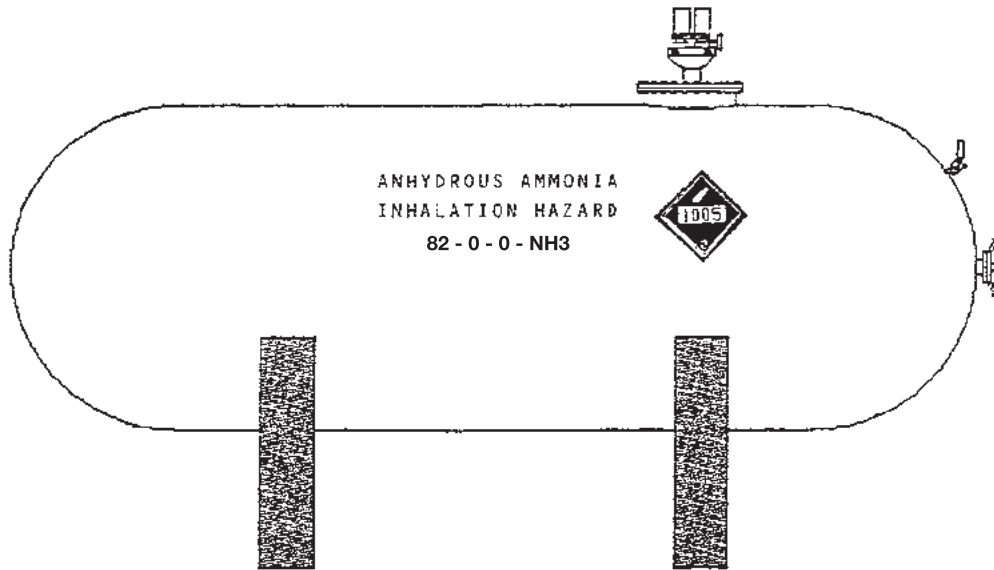 ANHYDROUS AMMONIA
INHALATION HAZARD
82 - 0 - 0 - NH3
1005